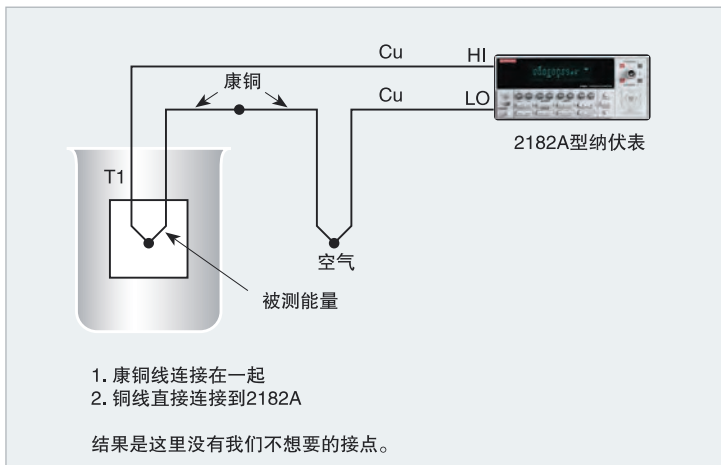 Cu HI
康铜
Cu LO
2182A型纳伏表
T1
空气
被测能量
1. 康铜线连接在一起
2. 铜线直接连接到2182A
结果是这里没有我们不想要的接点。